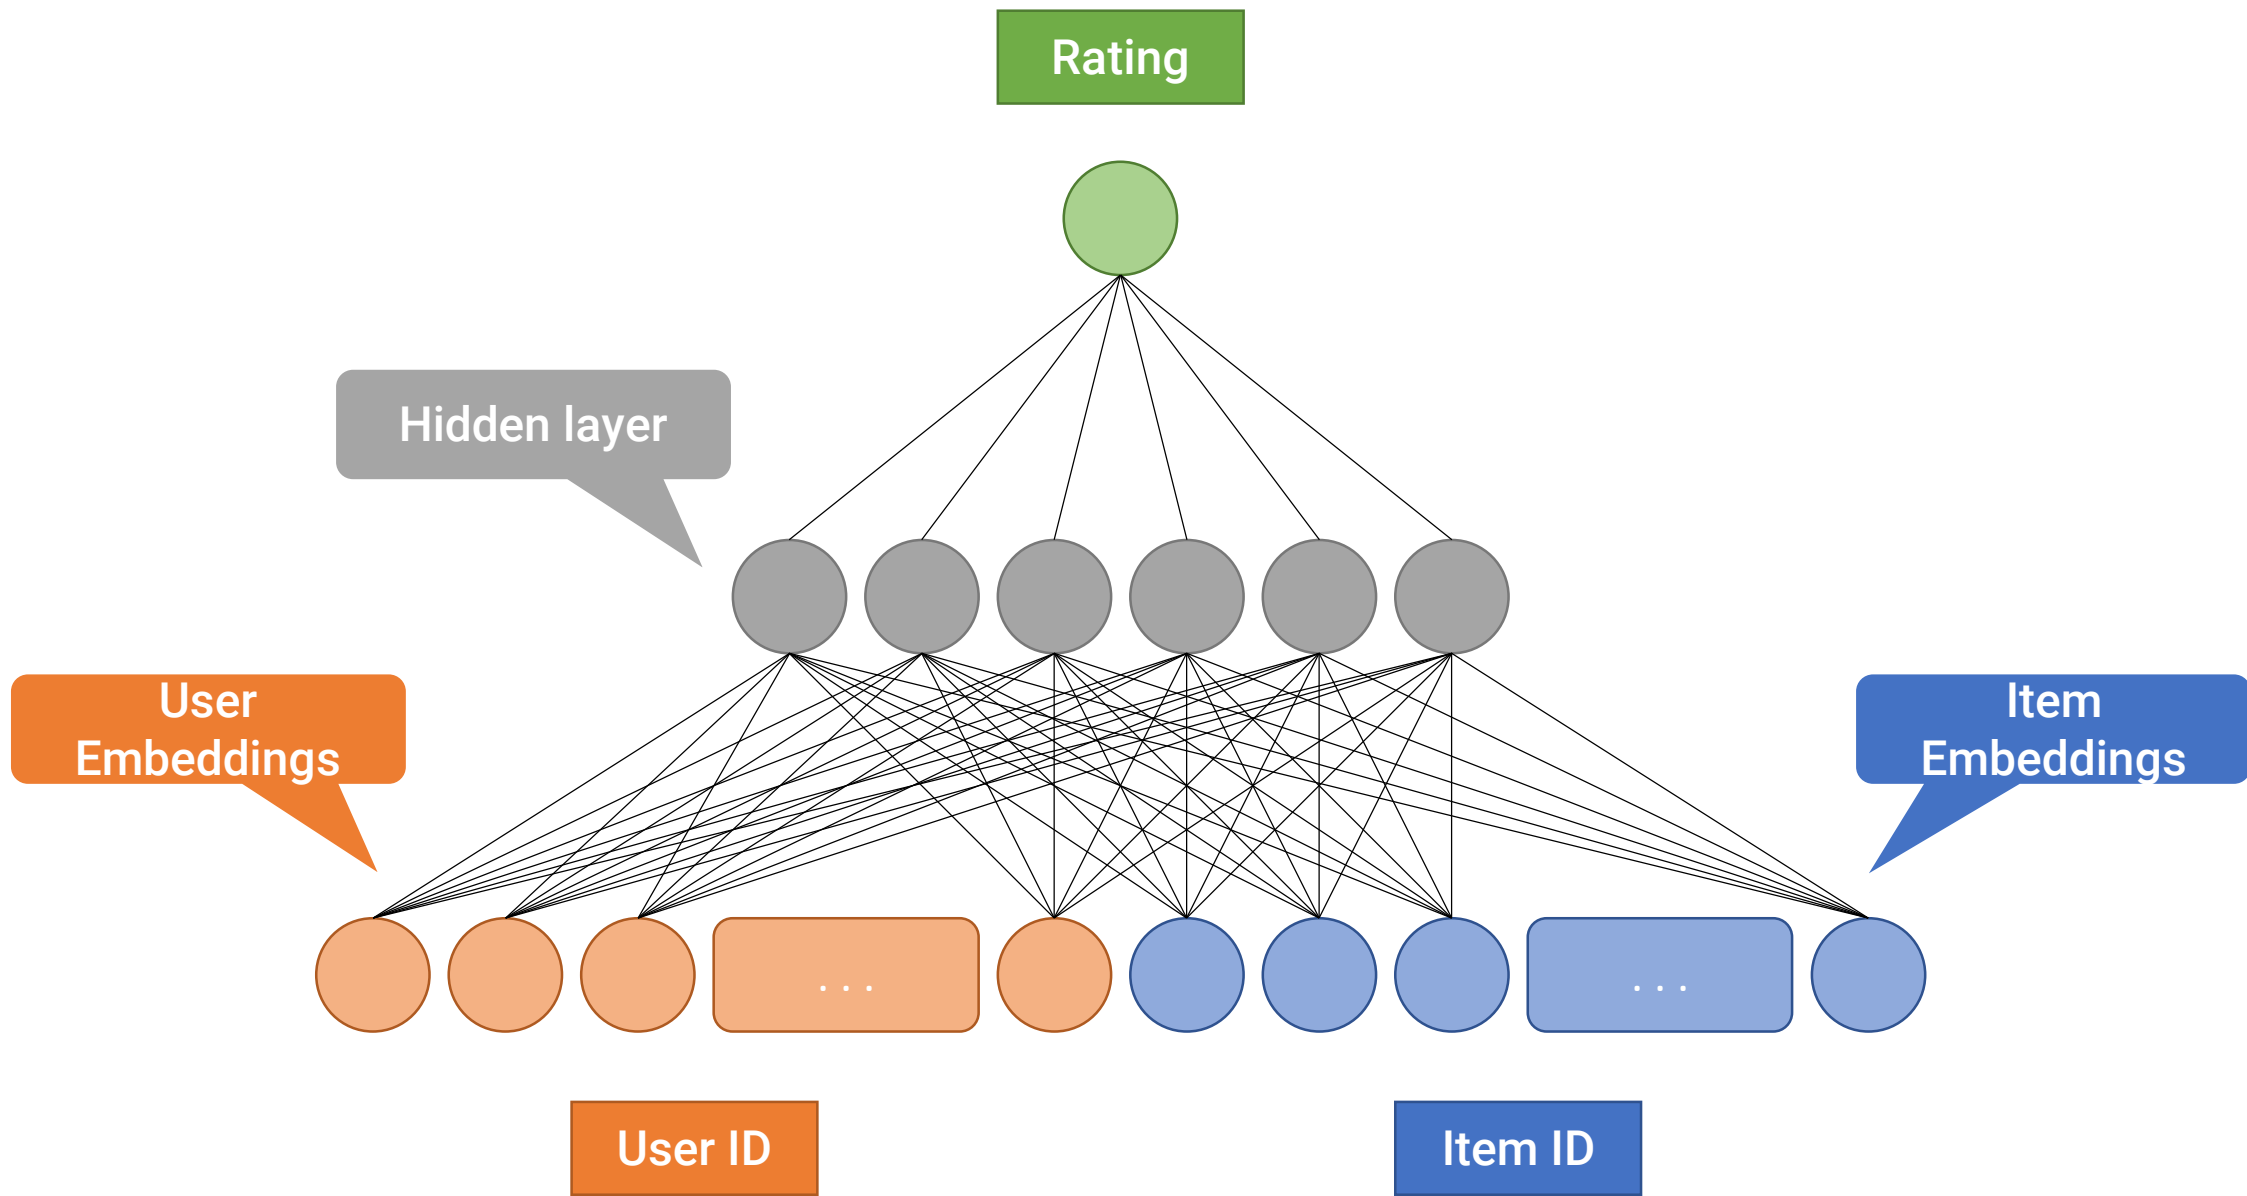 Rating
Hidden layer
User
Embeddings
Item
Embeddings
. . .
. . .
User ID
Item ID